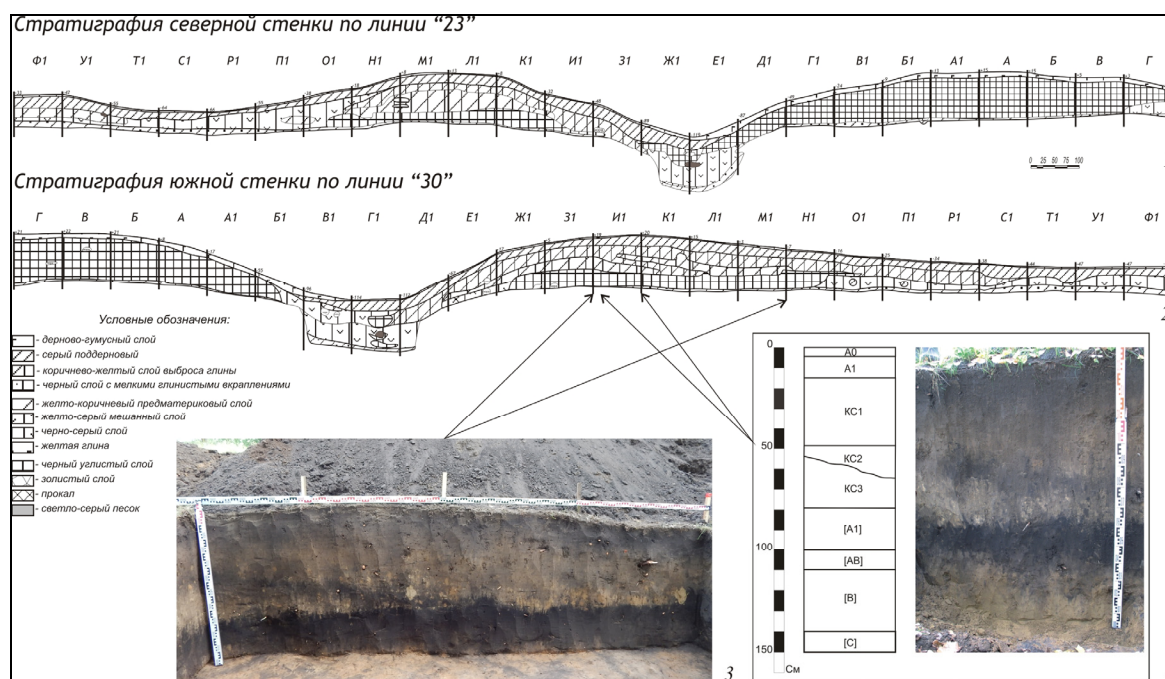 Стратиграфия северной стенки по линии “23”
Ф1 У1 Т1 С1 Р1 П1 О1 Н1 М1 Л1 К1 И1 З1 Ж1 Е1 Д1 Г1 В1 Б1 А1 А Б В Г
0 25 50 75 100
Стратиграфия южной стенки по линии “30”
Г В Б А А1 Б1 В1 Г1 Д1 Е1 Ж1 З1 И1 К1 Л1 М1 Н1 О1 П1 Р1 С1 Т1 У1 Ф1
2
Условные обозначения:
- дерново-гумусный слой
- серый поддерновый
- коричнево-желтый слой выброса глины
- черный слой с мелкими глинистыми вкраплениями
- желто-коричневый предматериковый слой
- желто-серый мешанный слой
- черно-серый слой
- желтая глина
- черный углистый слой
- золистый слой
- прокал
- светло-серый песок
3
0
50
100
150
См
А0
А1
КС1
КС2
КС3
[А1]
[АВ]
[В]
[С]